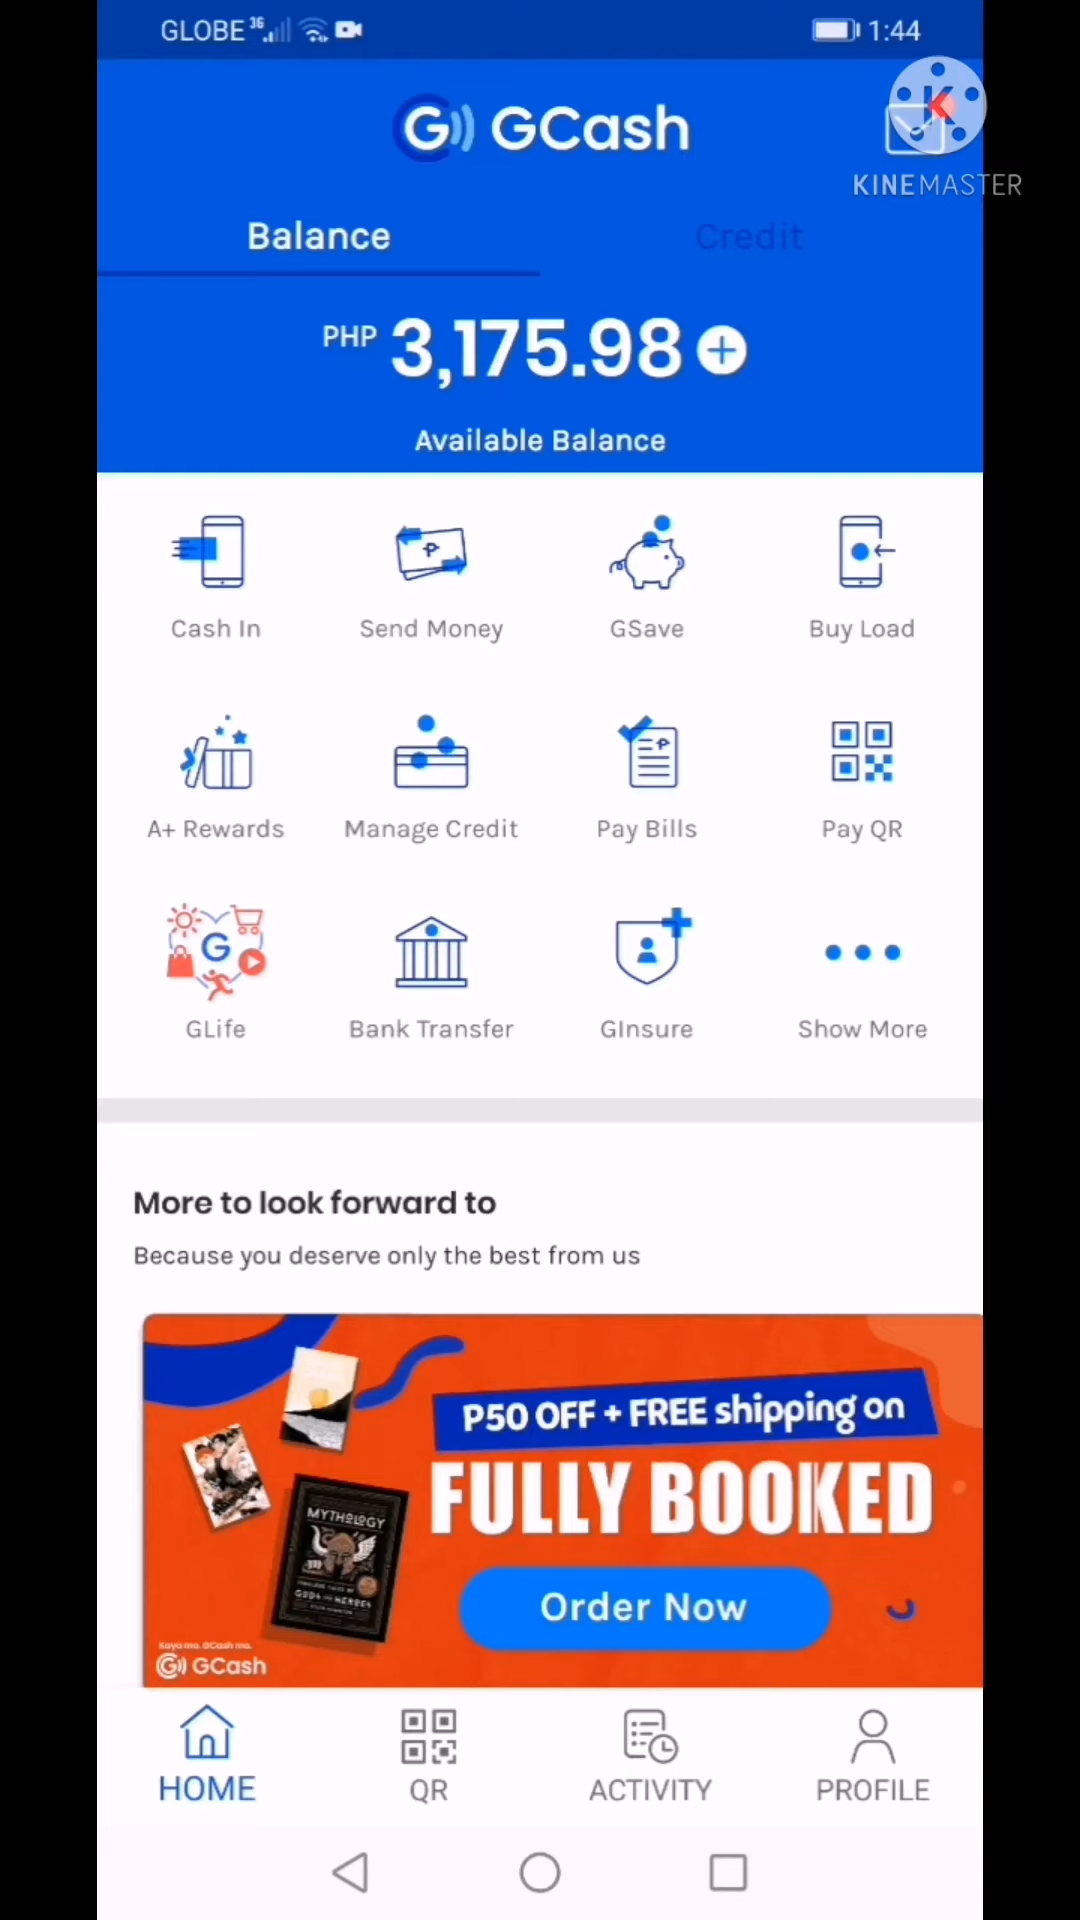 GLOBE 1:44
GCash
KINEMASTER
Balance Credit
PHP 3,175.98
Available Balance
Cash In Send Money GSave Buy Load
A+ Rewards Manage Credit Pay Bills Pay QR
GLife Bank Transfer GInsure Show More
More to look forward to
Because you deserve only the best from us
P50 OFF + FREE shipping on
FULLY BOOKED
MYTHOLOGY
GODS AND HEROES
Order Now
Kaya mo. GCash mo.
GCash
HOME QR ACTIVITY PROFILE